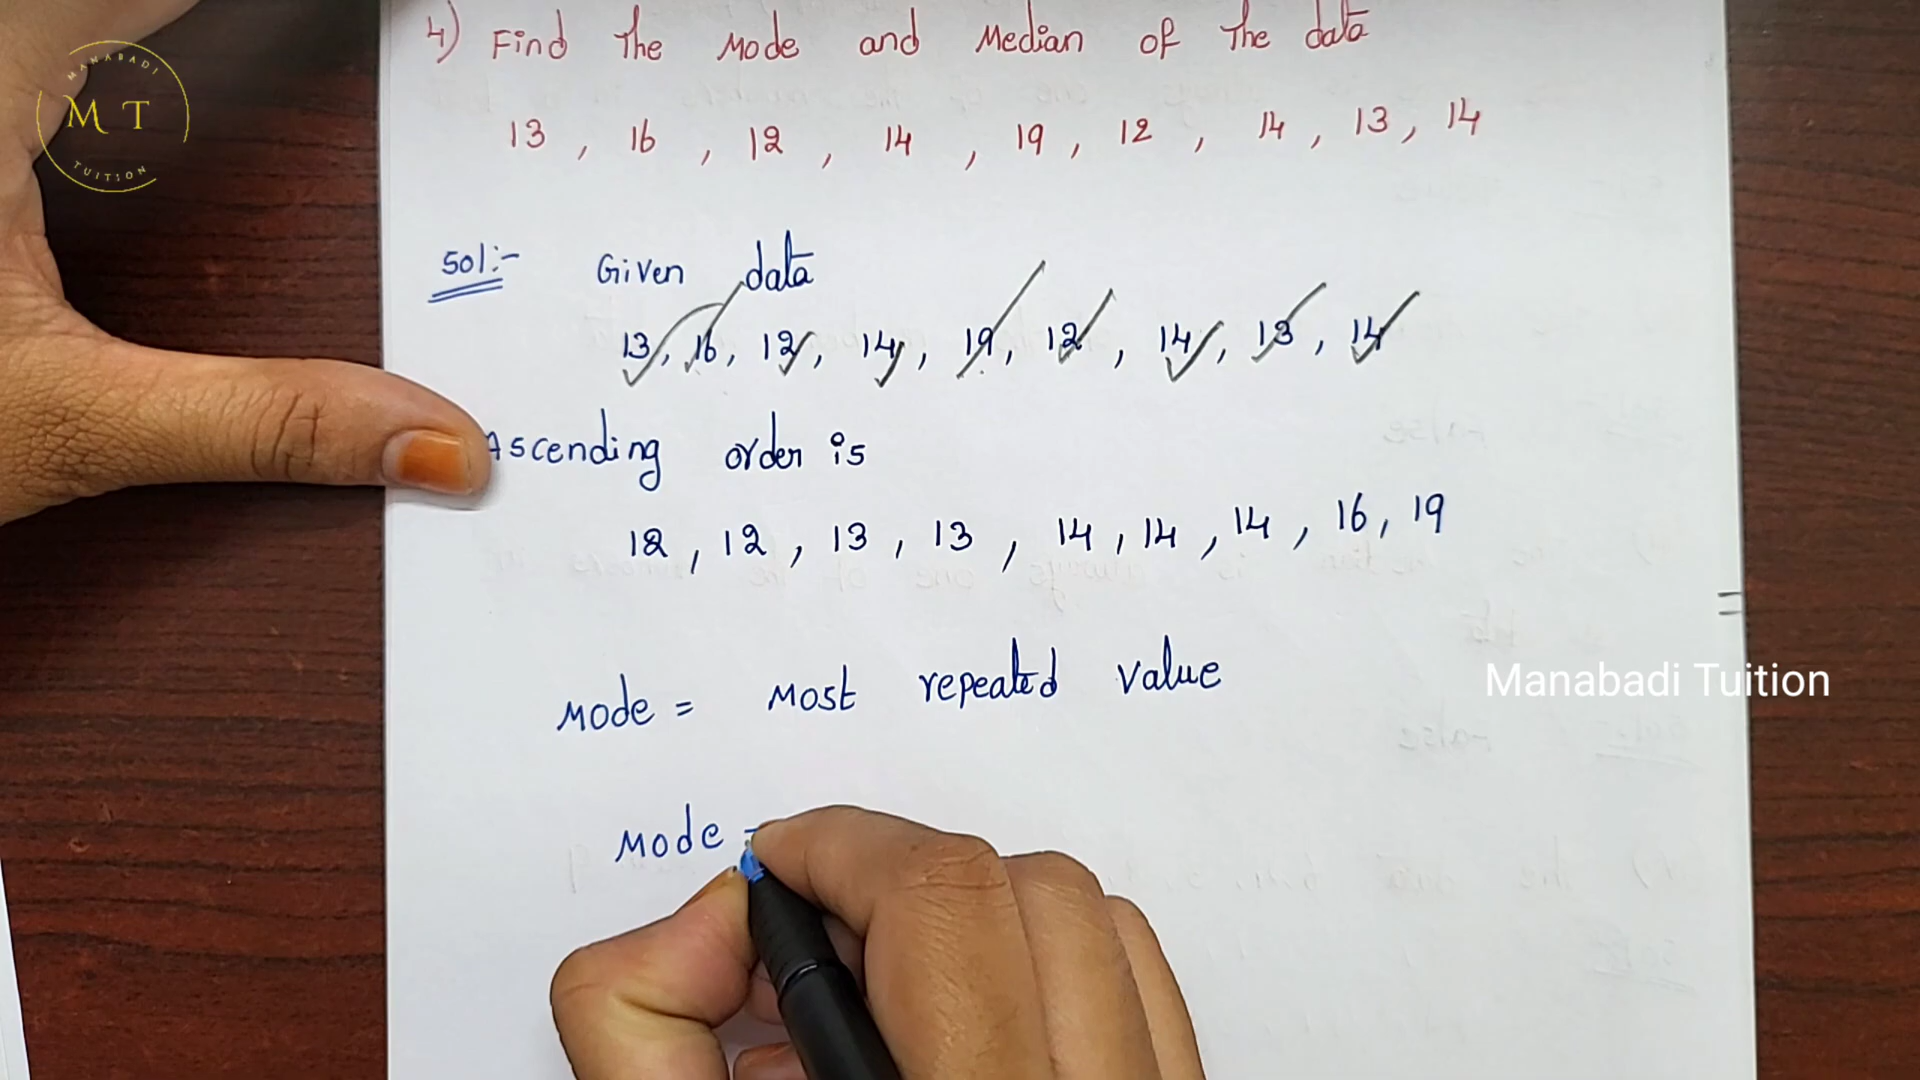 MANABADI
M T
TUITION
4) Find The Mode and Median of The data
13 , 16 , 12 , 14 , 19 , 12 , 14 , 13 , 14
Sol:- Given data
13, 16, 12, 14, 19, 12, 14, 13, 14
Ascending order is
12, 12, 13, 13, 14, 14, 14, 16, 19
=
Mode = Most repeated value
Manabadi Tuition
Mode